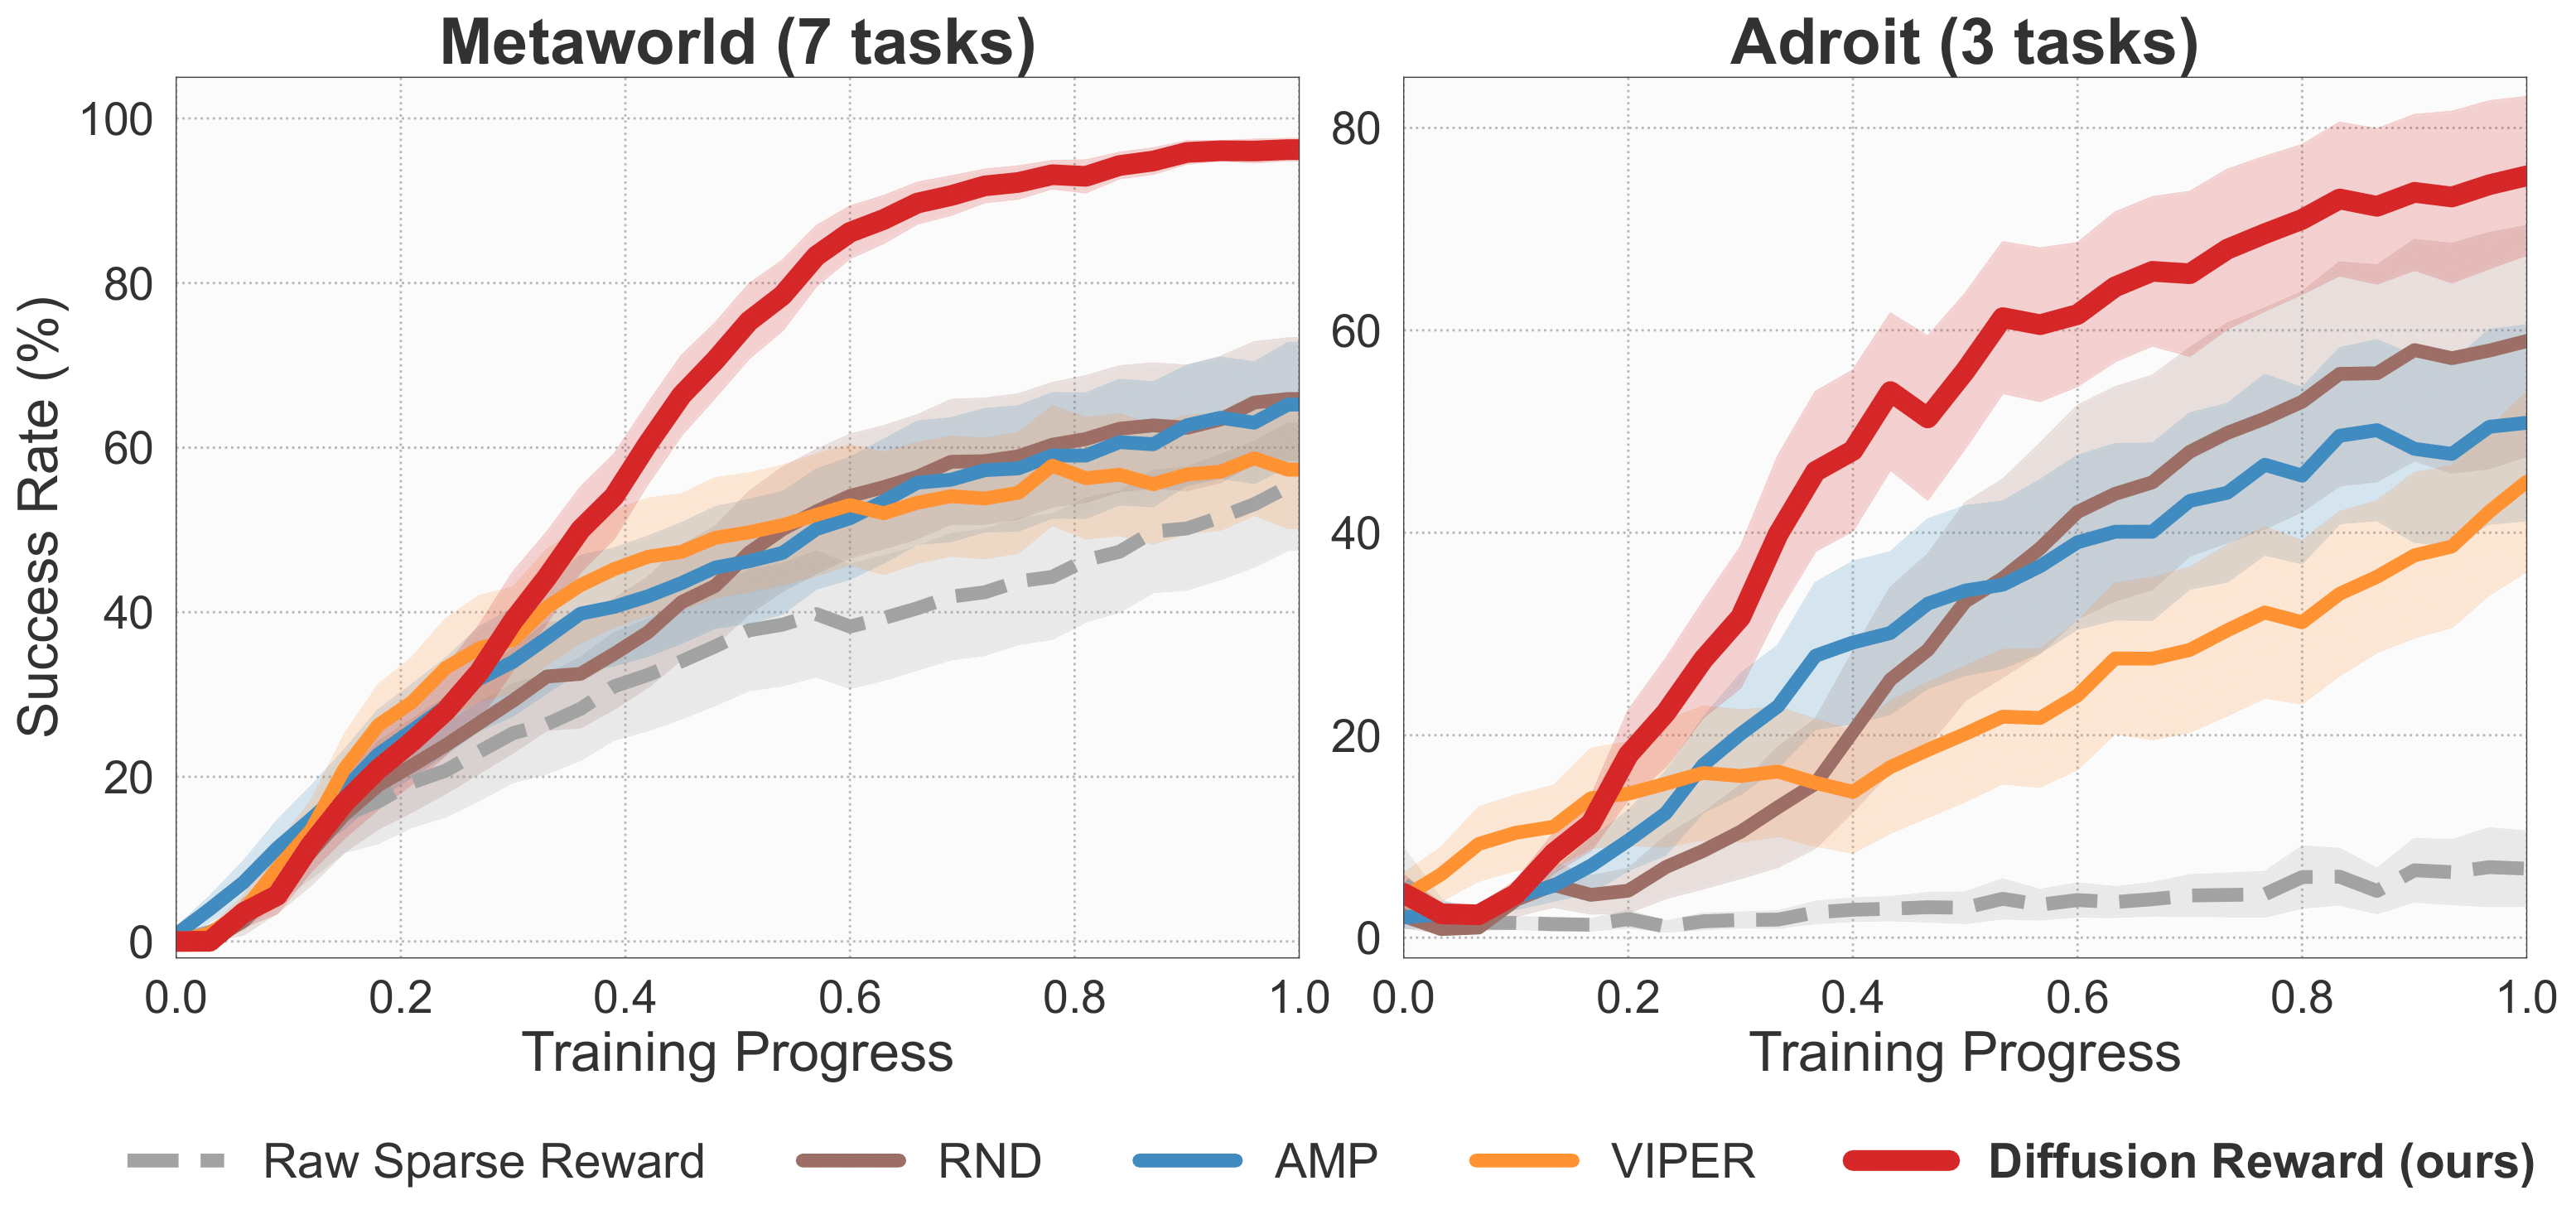 Metaworld (7 tasks)
Adroit (3 tasks)
Success Rate (%)
100
80
60
40
20
0
80
60
40
20
0
0.0 0.2 0.4 0.6 0.8 1.0
0.0 0.2 0.4 0.6 0.8 1.0
Training Progress
Training Progress
Raw Sparse Reward RND AMP VIPER Diffusion Reward (ours)